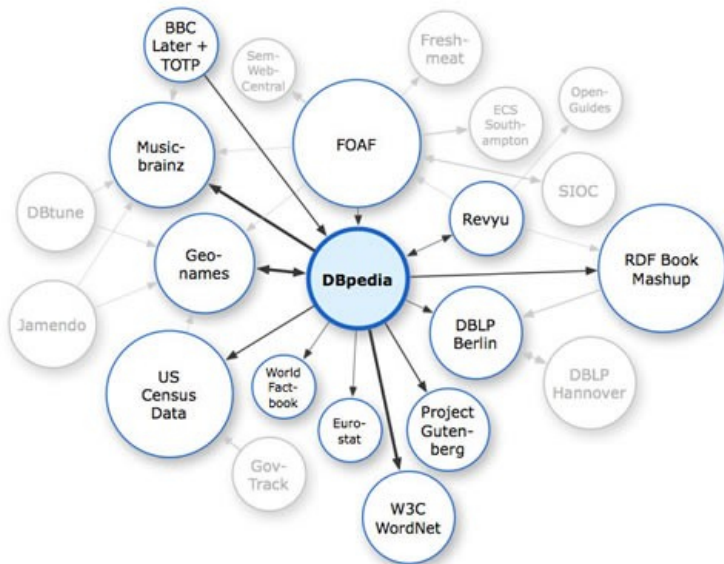 BBC
Later +
TOTP
Sem-
Web-
Central
Fresh-
meat
FOAF
ECS
South-
ampton
Open-
Guides
Music-
brainz
SIOC
DBtune
Revyu
Geo-
names
DBpedia
RDF Book
Mashup
Jamendo
DBLP
Berlin
US
Census
Data
World
Fact-
book
Euro-
stat
Project
Guten-
berg
DBLP
Hannover
Gov-
Track
W3C
WordNet